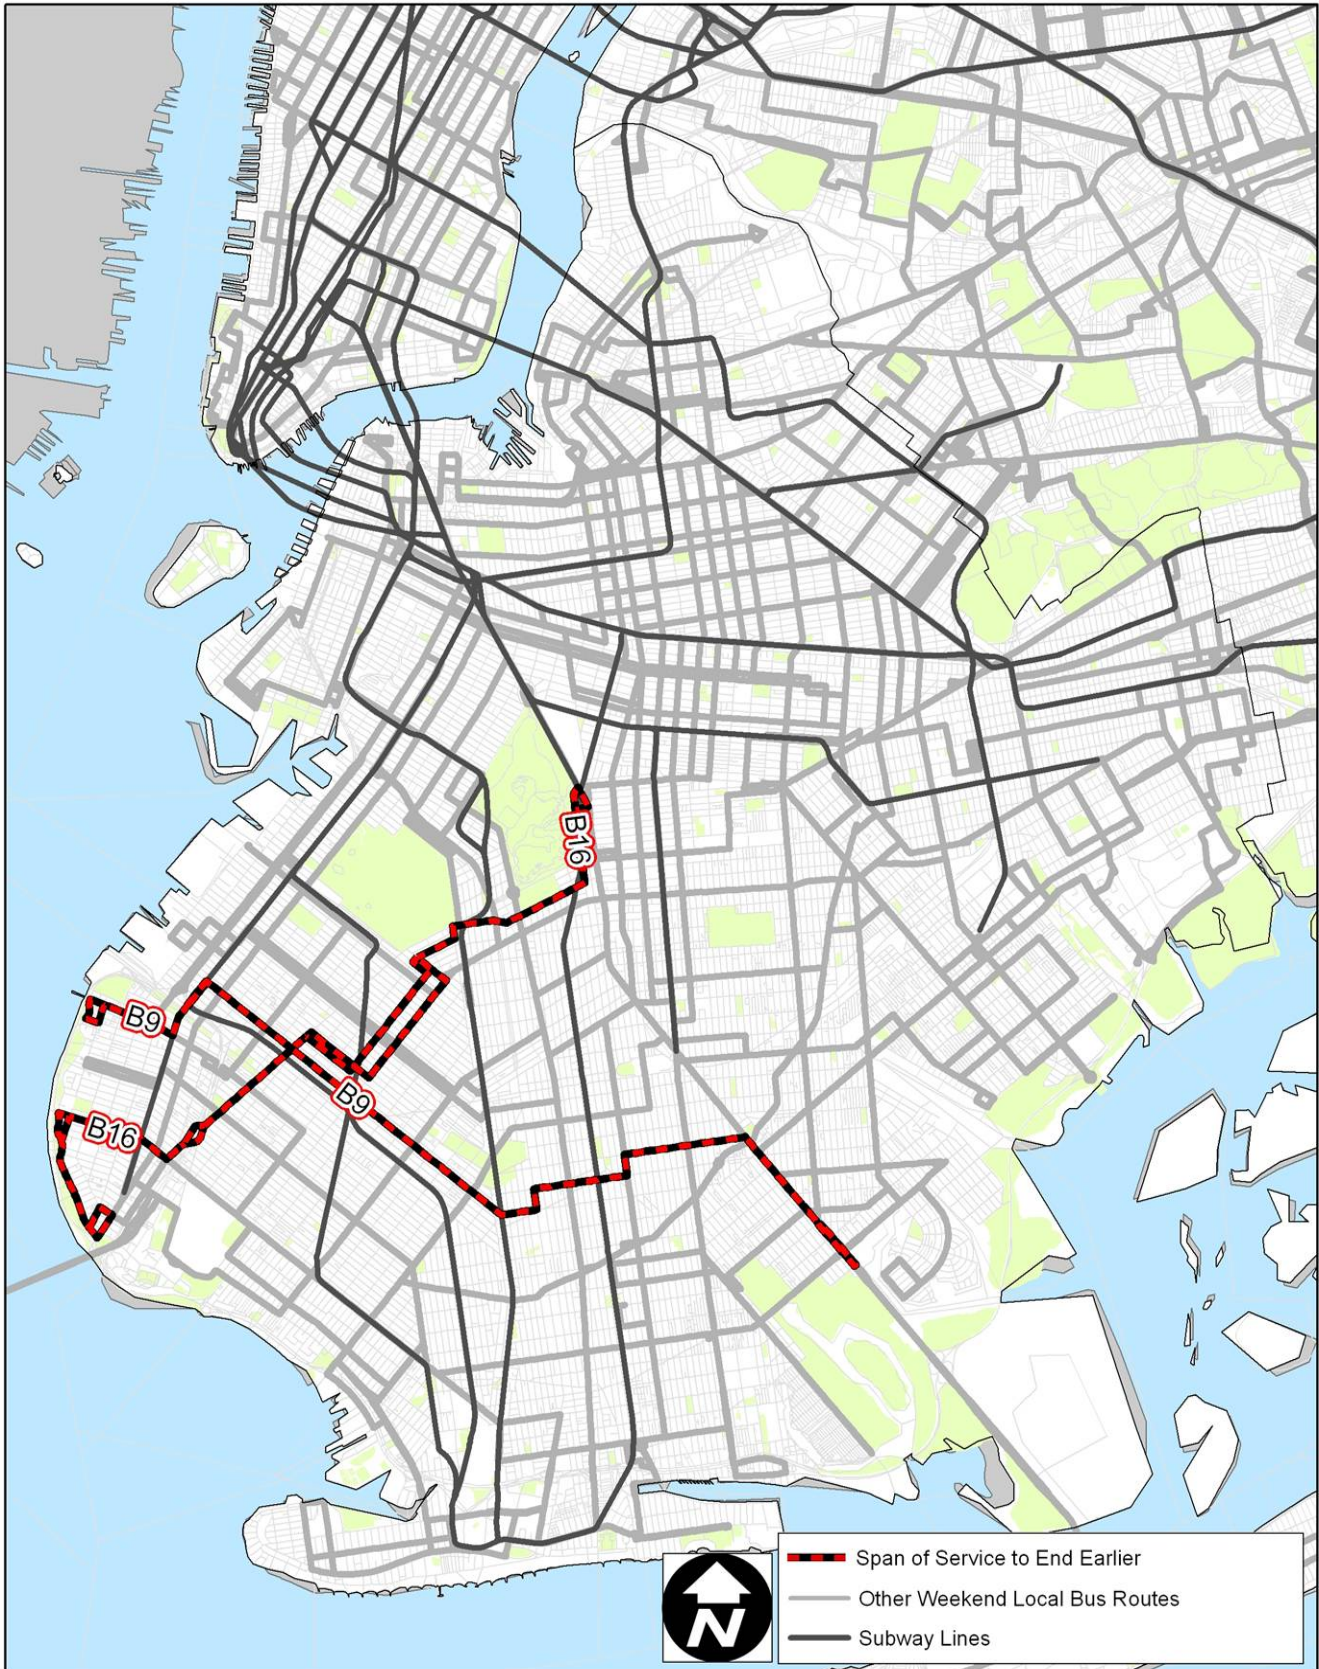 B16
B9
B9
B16
Span of Service to End Earlier
Other Weekend Local Bus Routes
N
Subway Lines